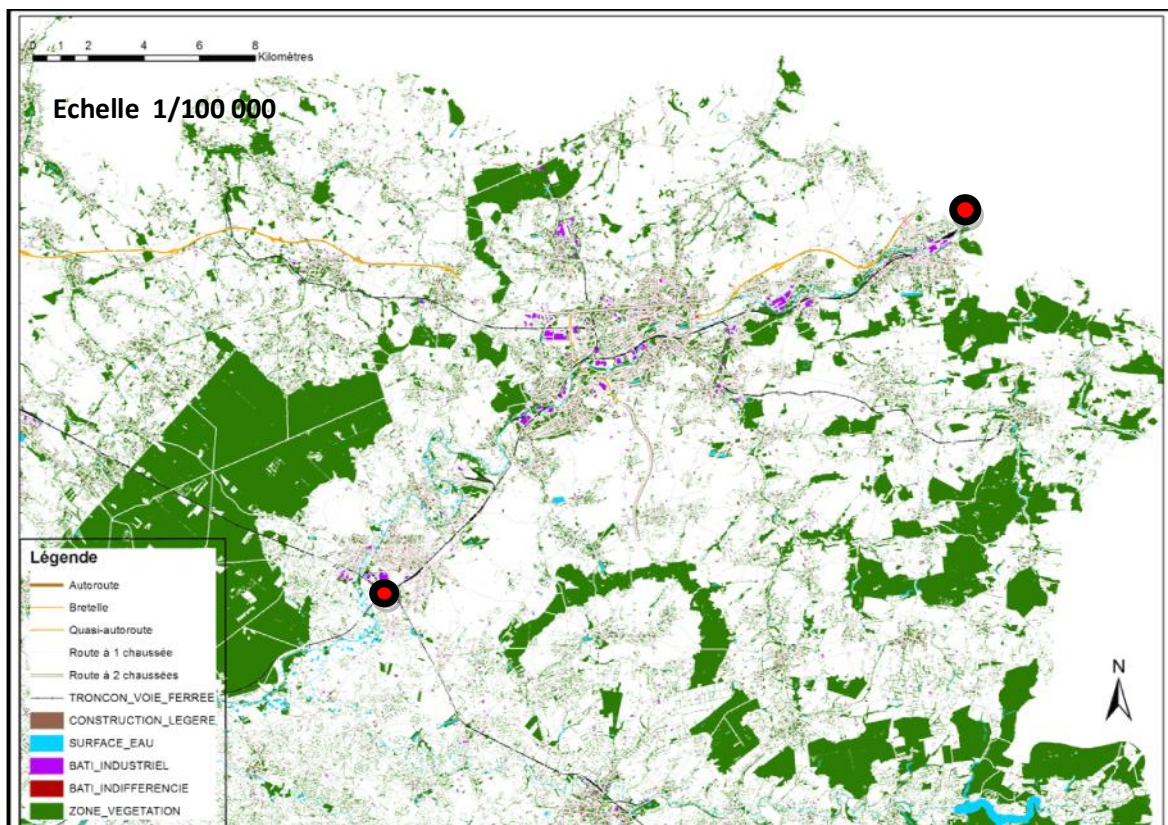 0 1 2 4 6 8
Kilomètres
Echelle 1/100 000
Légende
Autoroute
Bretelle
Quasi-autoroute
Route à 1 chaussée
Route à 2 chaussées
TRONCON_VOIE_FERREE
CONSTRUCTION_LEGERE
SURFACE_EAU
BATI_INDUSTRIEL
BATI_INDIFFERENCIE
ZONE_VEGETATION
N